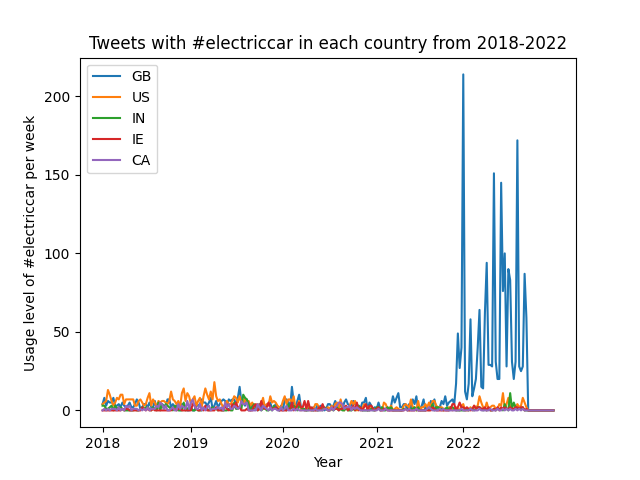 Tweets with #electriccar in each country from 2018-2022
GB
US
IN
IE
CA
200
150
100
50
0
Usage level of #electriccar per week
2018 2019 2020 2021 2022
Year